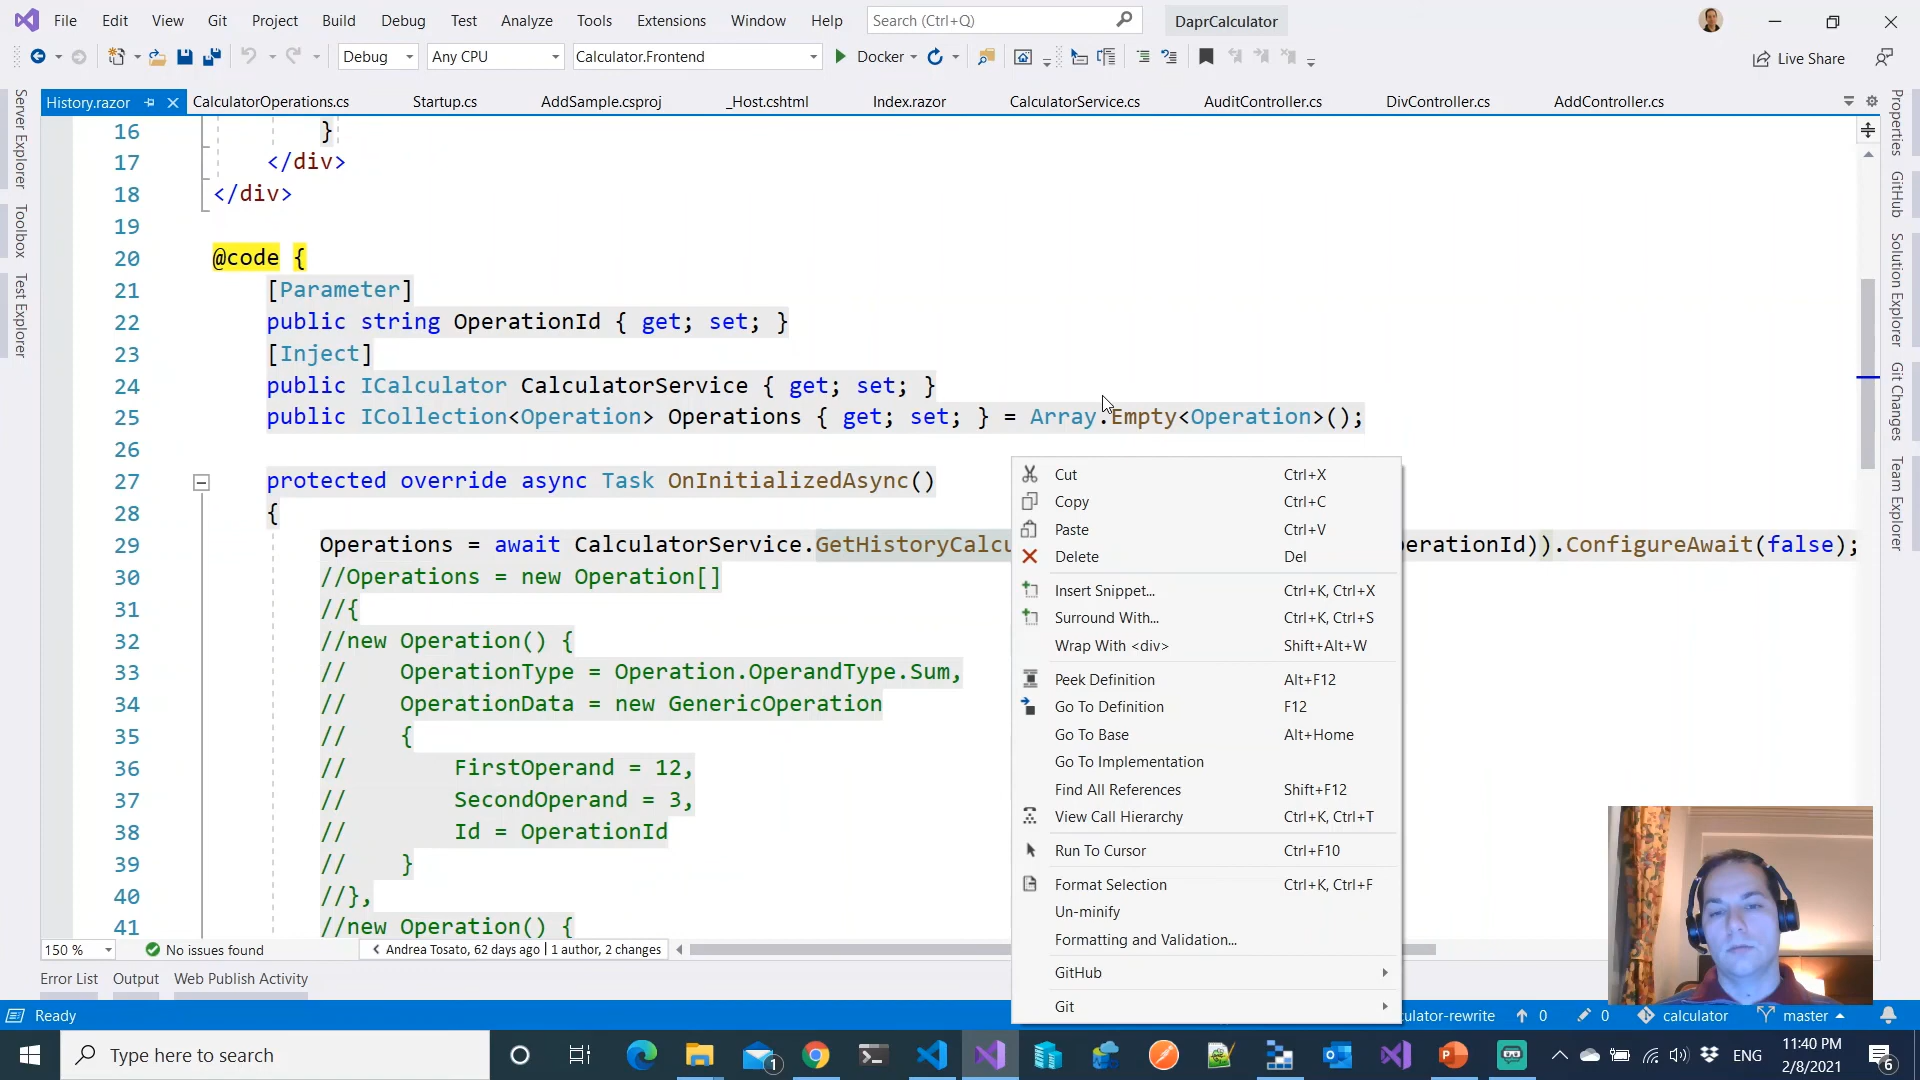 File Edit View Git Project Build Debug Test Analyze Tools Extensions Window Help Search (Ctrl+Q) DaprCalculator
Debug Any CPU Calculator.Frontend Docker Live Share
History.razor CalculatorOperations.cs Startup.cs AddSample.csproj _Host.cshtml Index.razor CalculatorService.cs AuditController.cs DivController.cs AddController.cs
Server Explorer
Toolbox
Test Explorer
16 }
17 </div>
18 </div>
19
20 @code {
21 [Parameter]
22 public string OperationId { get; set; }
23 [Inject]
24 public ICalculator CalculatorService { get; set; }
25 public ICollection<Operation> Operations { get; set; } = Array.Empty<Operation>();
26
27 protected override async Task OnInitializedAsync()
28 {
29 Operations = await CalculatorService.GetHistoryCalcu erationId)).ConfigureAwait(false);
30 //Operations = new Operation[]
31 //{
32 //new Operation() {
33 // OperationType = Operation.OperandType.Sum,
34 // OperationData = new GenericOperation
35 // {
36 // FirstOperand = 12,
37 // SecondOperand = 3,
38 // Id = OperationId
39 // }
40 //},
41 //new Operation() {
Cut Ctrl+X
Copy Ctrl+C
Paste Ctrl+V
Delete Del
Insert Snippet... Ctrl+K, Ctrl+X
Surround With... Ctrl+K, Ctrl+S
Wrap With <div> Shift+Alt+W
Peek Definition Alt+F12
Go To Definition F12
Go To Base Alt+Home
Go To Implementation
Find All References Shift+F12
View Call Hierarchy Ctrl+K, Ctrl+T
Run To Cursor Ctrl+F10
Format Selection Ctrl+K, Ctrl+F
Un-minify
Formatting and Validation...
GitHub
Git
Properties
GitHub
Solution Explorer
Git Changes
Team Explorer
150 % No issues found Andrea Tosato, 62 days ago | 1 author, 2 changes
Error List Output Web Publish Activity
Ready culator-rewrite 0 0 calculator master
Type here to search 1 ENG 11:40 PM
2/8/2021 6